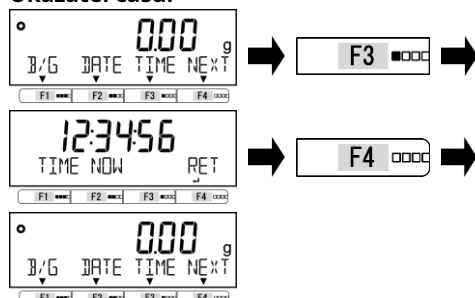 Ukazatel času:
0.00 g
B/G DATE TIME NEXT
F1 F2 F3 F4
F3
12:34:56
TIME NOW RET
F1 F2 F3 F4
F4
0.00 g
B/G DATE TIME NEXT
F1 F2 F3 F4